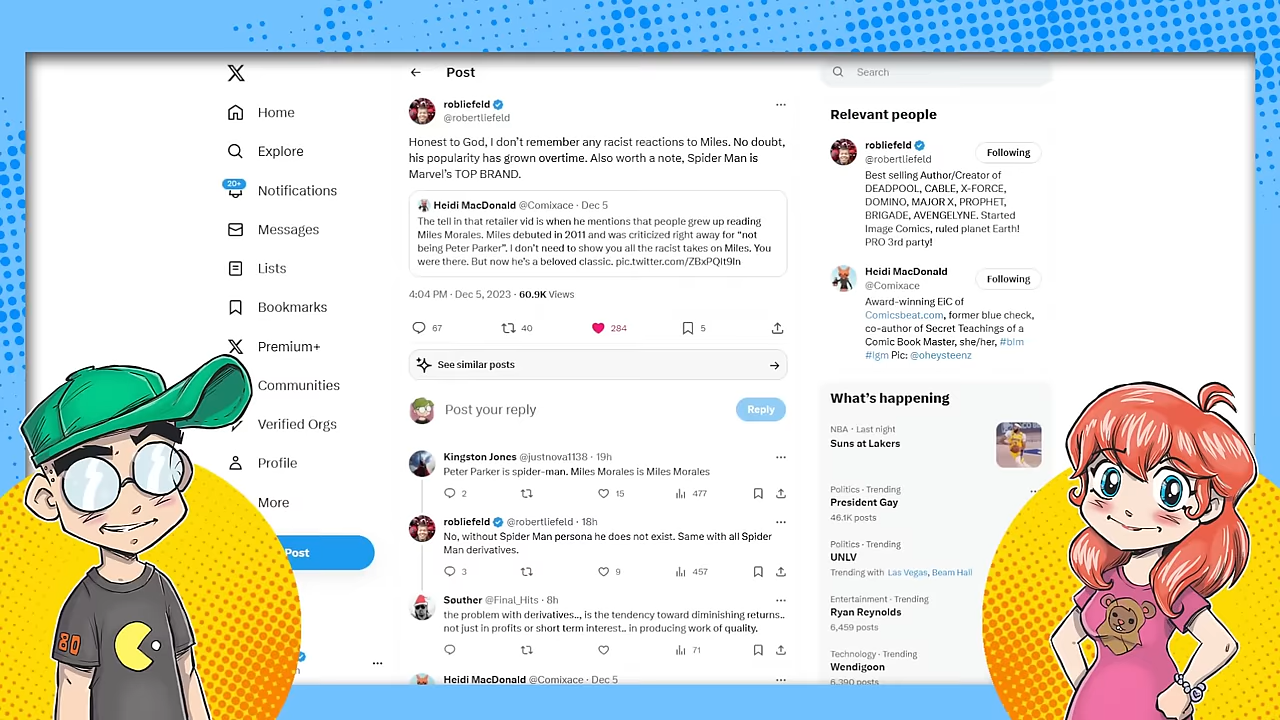 Post
Search
Home
Explore
20+
Notifications
Messages
Lists
Bookmarks
Premium+
Communities
Verified Orgs
Profile
More
Post
robliefeld
@robertliefeld
Honest to God, I don't remember any racist reactions to Miles. No doubt,
his popularity has grown overtime. Also worth a note, Spider Man is
Marvel's TOP BRAND.
Heidi MacDonald @Comixace · Dec 5
The tell in that retailer vid is when he mentions that people grew up reading
Miles Morales. Miles debuted in 2011 and was criticized right away for "not
being Peter Parker". I don't need to show you all the racist takes on Miles. You
were there. But now he's a beloved classic. pic.twitter.com/ZBxPQlt9ln
4:04 PM · Dec 5, 2023 · 60.9K Views
67 40 284 5
See similar posts
Post your reply
Reply
Kingston Jones @justnova1138 · 19h
Peter Parker is spider-man. Miles Morales is Miles Morales
2 15 477
robliefeld @robertliefeld · 18h
No, without Spider Man persona he does not exist. Same with all Spider
Man derivatives.
3 9 457
Souther @Final_Hits · 8h
the problem with derivatives.., is the tendency toward diminishing returns..
not just in profits or short term interest.. in producing work of quality.
71
Heidi MacDonald @Comixace · Dec 5
Relevant people
robliefeld
@robertliefeld
Following
Best selling Author/Creator of
DEADPOOL, CABLE, X-FORCE,
DOMINO, MAJOR X, PROPHET,
BRIGADE, AVENGELYNE. Started
Image Comics, ruled planet Earth!
PRO 3rd party!
Heidi MacDonald
@Comixace
Following
Award-winning EiC of
Comicsbeat.com, former blue check,
co-author of Secret Teachings of a
Comic Book Master, she/her, #blm
#lgm Pic: @oheysteenz
What's happening
NBA · Last night
Suns at Lakers
Politics · Trending
President Gay
46.1K posts
Politics · Trending
UNLV
Trending with Las Vegas, Beam Hall
Entertainment · Trending
Ryan Reynolds
6,459 posts
Technology · Trending
Wendigoon
6,390 posts
80